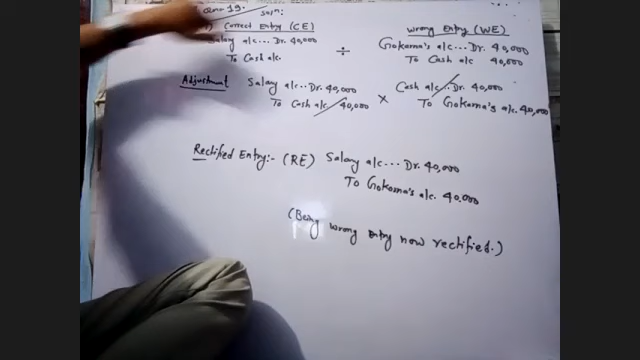 Qno 19.
Soln:
Correct Entry (CE)
Salary a/c... Dr. 40,000
To Cash a/c.
÷
Wrong Entry (WE)
Gokarna's a/c.. Dr. 40,000
To Cash a/c 40,000
Adjustment Salary a/c.. Dr. 40,000
To Cash a/c 40,000
×
Cash a/c... Dr. 40,000
To Gokarna's a/c. 40,000
Rectified Entry:- (RE) Salary a/c... Dr. 40,000
To Gokarna's a/c. 40,000
(Being wrong entry now rectified.)